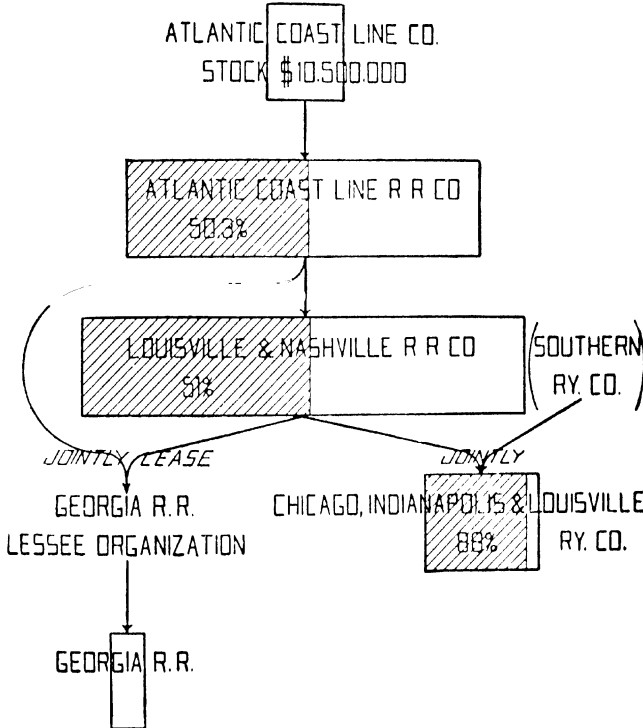 ATLANTIC COAST LINE CO.
STOCK $10.500.000
ATLANTIC COAST LINE R R CO
50.3%
LOUISVILLE & NASHVILLE R R CO
51%
(SOUTHERN
RY. CO.)
JOINTLY LEASE
JOINTLY
GEORGIA R.R.
LESSEE ORGANIZATION
CHICAGO, INDIANAPOLIS & LOUISVILLE
88%
RY. CO.
GEORGIA R.R.